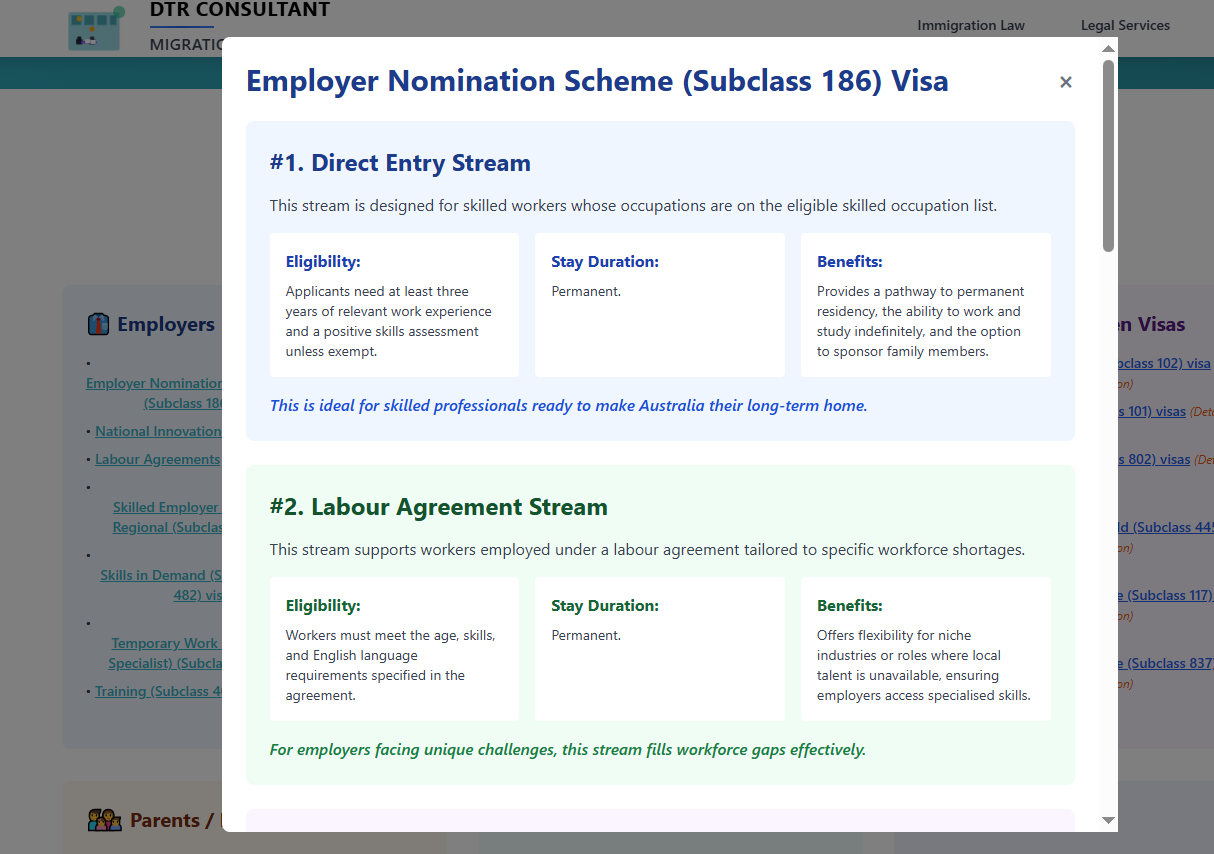 DTR CONSULTANT
MIGRATIO
Immigration Law
Legal Services
Employer Nomination Scheme (Subclass 186) Visa
×
#1. Direct Entry Stream
This stream is designed for skilled workers whose occupations are on the eligible skilled occupation list.
Eligibility:
Applicants need at least three
years of relevant work experience
and a positive skills assessment
unless exempt.
Stay Duration:
Permanent.
Benefits:
Provides a pathway to permanent
residency, the ability to work and
study indefinitely, and the option
to sponsor family members.
This is ideal for skilled professionals ready to make Australia their long-term home.
#2. Labour Agreement Stream
This stream supports workers employed under a labour agreement tailored to specific workforce shortages.
Eligibility:
Workers must meet the age, skills,
and English language
requirements specified in the
agreement.
Stay Duration:
Permanent.
Benefits:
Offers flexibility for niche
industries or roles where local
talent is unavailable, ensuring
employers access specialised skills.
For employers facing unique challenges, this stream fills workforce gaps effectively.
Employers
•
Employer Nomination
(Subclass 186
• National Innovation
• Labour Agreements
•
Skilled Employer
Regional (Subclas
•
Skills in Demand (S
482) vis
•
Temporary Work
Specialist) (Subcla
• Training (Subclass 4
en Visas
bclass 102) visa
on)
s 101) visas (Deta
s 802) visas (Det
ld (Subclass 445
on)
e (Subclass 117)
on)
e (Subclass 837)
on)
Parents /